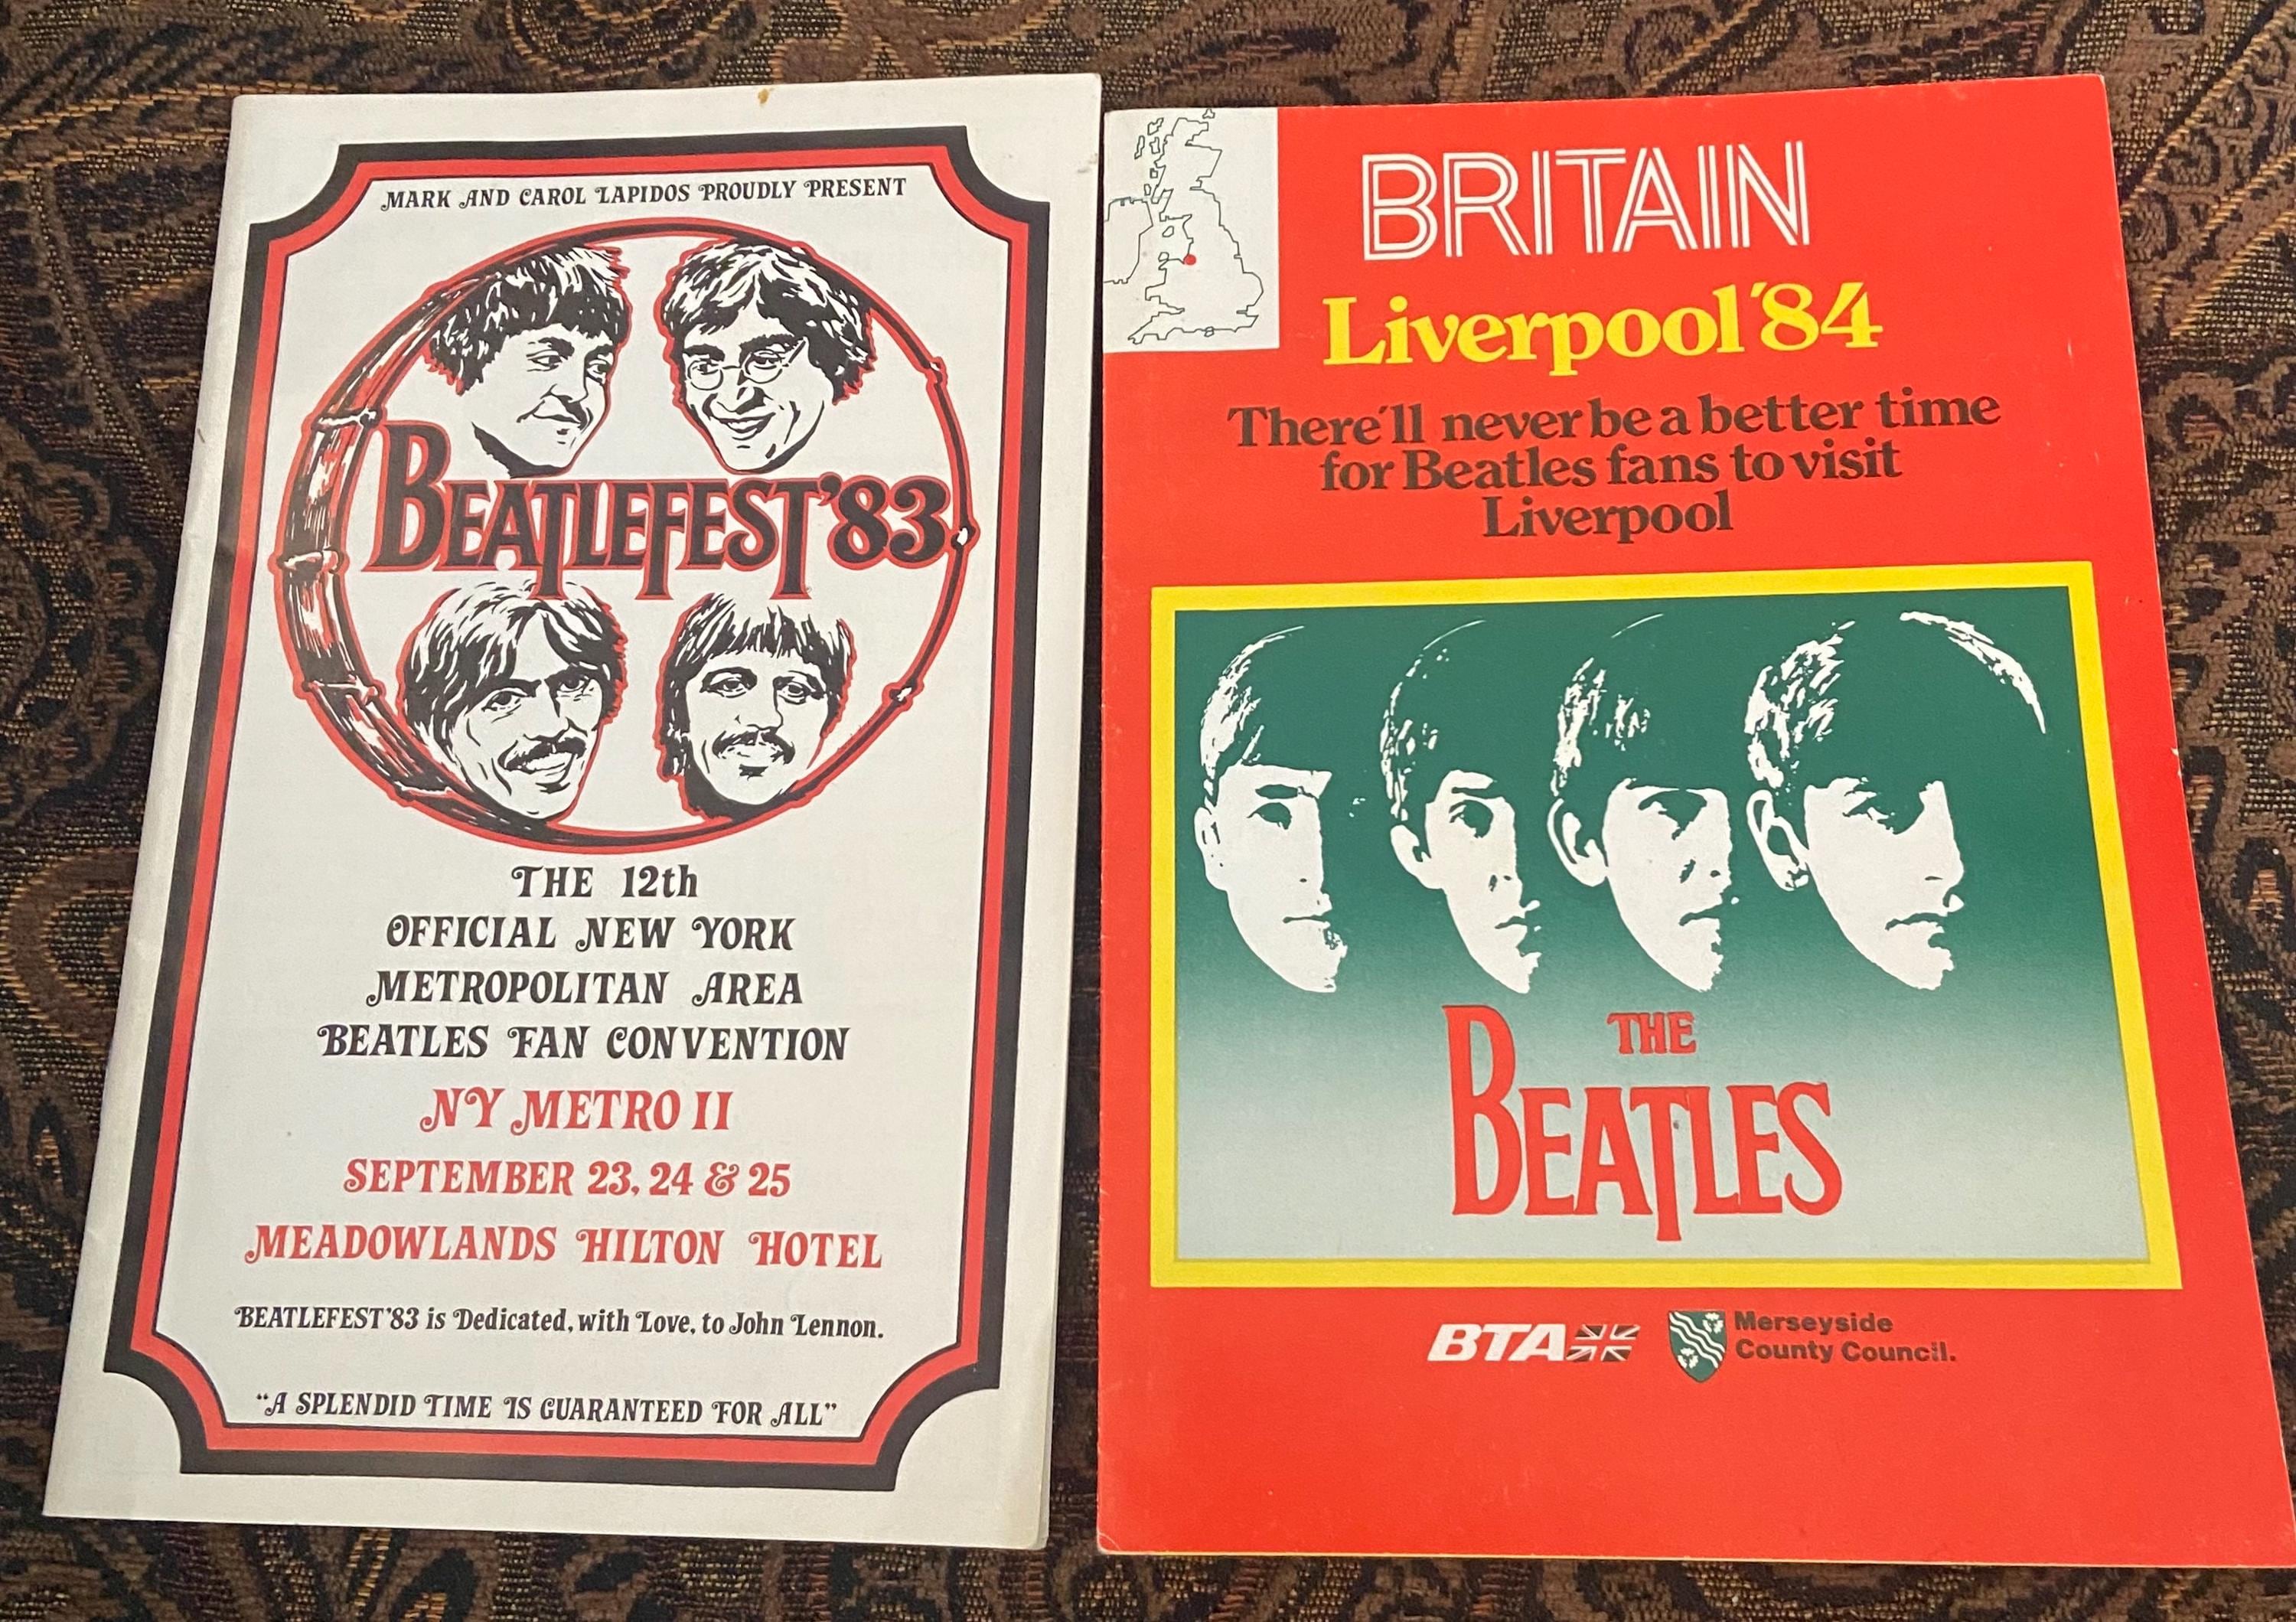 MARK AND CAROL LAPIDOS PROUDLY PRESENT
BEATLEFEST'83
THE 12th
OFFICIAL NEW YORK
METROPOLITAN AREA
BEATLES FAN CONVENTION
NY METRO II
SEPTEMBER 23, 24 & 25
MEADOWLANDS HILTON HOTEL
BEATLEFEST'83 is Dedicated, with Love, to John Lennon.
“A SPLENDID TIME IS GUARANTEED FOR ALL”
BRITAIN
Liverpool'84
There'll never be a better time
for Beatles fans to visit
Liverpool
THE
BEATLES
BTA
Merseyside
County Council.